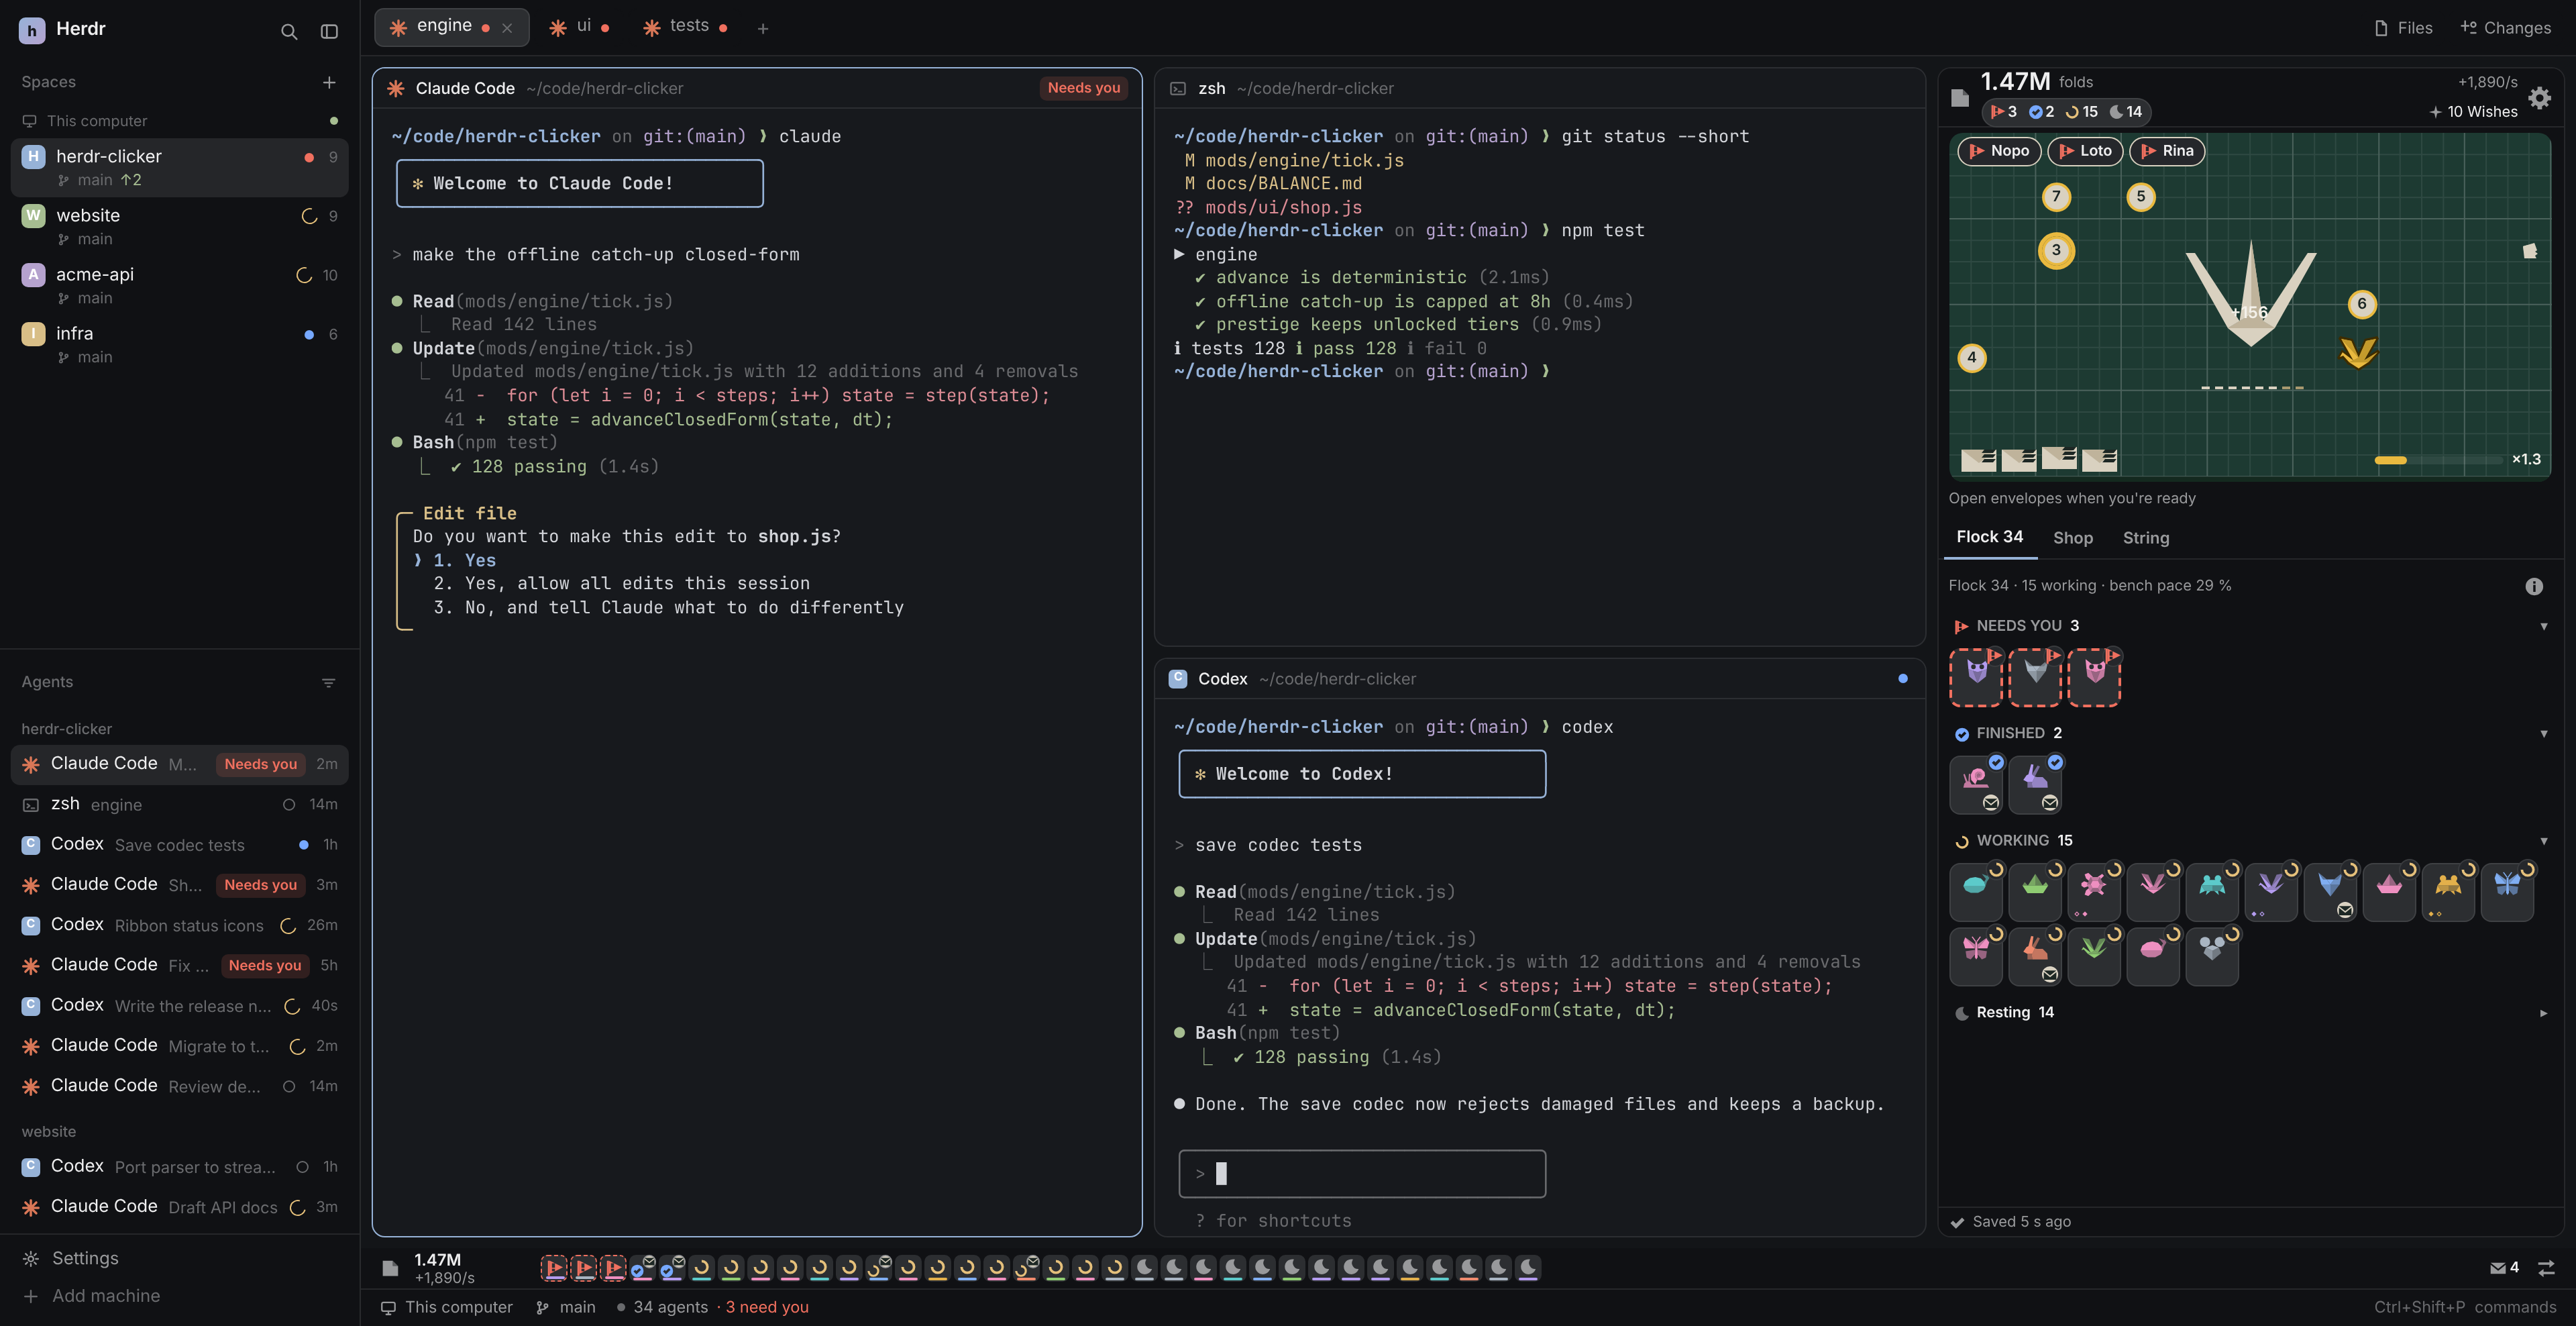 h Herdr
Spaces
This computer
H herdr-clicker 9
main ↑2
W website 9
main
A acme-api 10
main
I infra 6
main
Agents
herdr-clicker
Claude Code M... Needs you 2m
zsh engine 14m
C Codex Save codec tests 1h
Claude Code Sh... Needs you 3m
C Codex Ribbon status icons 26m
Claude Code Fix ... Needs you 5h
C Codex Write the release n... 40s
Claude Code Migrate to t... 2m
Claude Code Review de... 14m
website
C Codex Port parser to strea... 1h
Claude Code Draft API docs 3m
Settings
+ Add machine
engine × ui tests +
Files Changes
Claude Code ~/code/herdr-clicker Needs you
~/code/herdr-clicker on git:(main) ❯ claude
✻ Welcome to Claude Code!
> make the offline catch-up closed-form
● Read(mods/engine/tick.js)
⎿ Read 142 lines
● Update(mods/engine/tick.js)
⎿ Updated mods/engine/tick.js with 12 additions and 4 removals
41 - for (let i = 0; i < steps; i++) state = step(state);
41 + state = advanceClosedForm(state, dt);
● Bash(npm test)
⎿ ✔ 128 passing (1.4s)
Edit file
Do you want to make this edit to shop.js?
❯ 1. Yes
2. Yes, allow all edits this session
3. No, and tell Claude what to do differently
zsh ~/code/herdr-clicker
~/code/herdr-clicker on git:(main) ❯ git status --short
M mods/engine/tick.js
M docs/BALANCE.md
?? mods/ui/shop.js
~/code/herdr-clicker on git:(main) ❯ npm test
▶ engine
✔ advance is deterministic (2.1ms)
✔ offline catch-up is capped at 8h (0.4ms)
✔ prestige keeps unlocked tiers (0.9ms)
ℹ tests 128 ℹ pass 128 ℹ fail 0
~/code/herdr-clicker on git:(main) ❯
C Codex ~/code/herdr-clicker
~/code/herdr-clicker on git:(main) ❯ codex
✻ Welcome to Codex!
> save codec tests
● Read(mods/engine/tick.js)
⎿ Read 142 lines
● Update(mods/engine/tick.js)
⎿ Updated mods/engine/tick.js with 12 additions and 4 removals
41 - for (let i = 0; i < steps; i++) state = step(state);
41 + state = advanceClosedForm(state, dt);
● Bash(npm test)
⎿ ✔ 128 passing (1.4s)
● Done. The save codec now rejects damaged files and keeps a backup.
>
? for shortcuts
1.47M folds +1,890/s
3 2 15 14 10 Wishes
Nopo Loto Rina
7 5
3
6
+156
4
×1.3
Open envelopes when you're ready
Flock 34 Shop String
Flock 34 · 15 working · bench pace 29 %
NEEDS YOU 3
FINISHED 2
WORKING 15
Resting 14
Saved 5 s ago
1.47M
+1,890/s
4
This computer main 34 agents · 3 need you
Ctrl+Shift+P commands